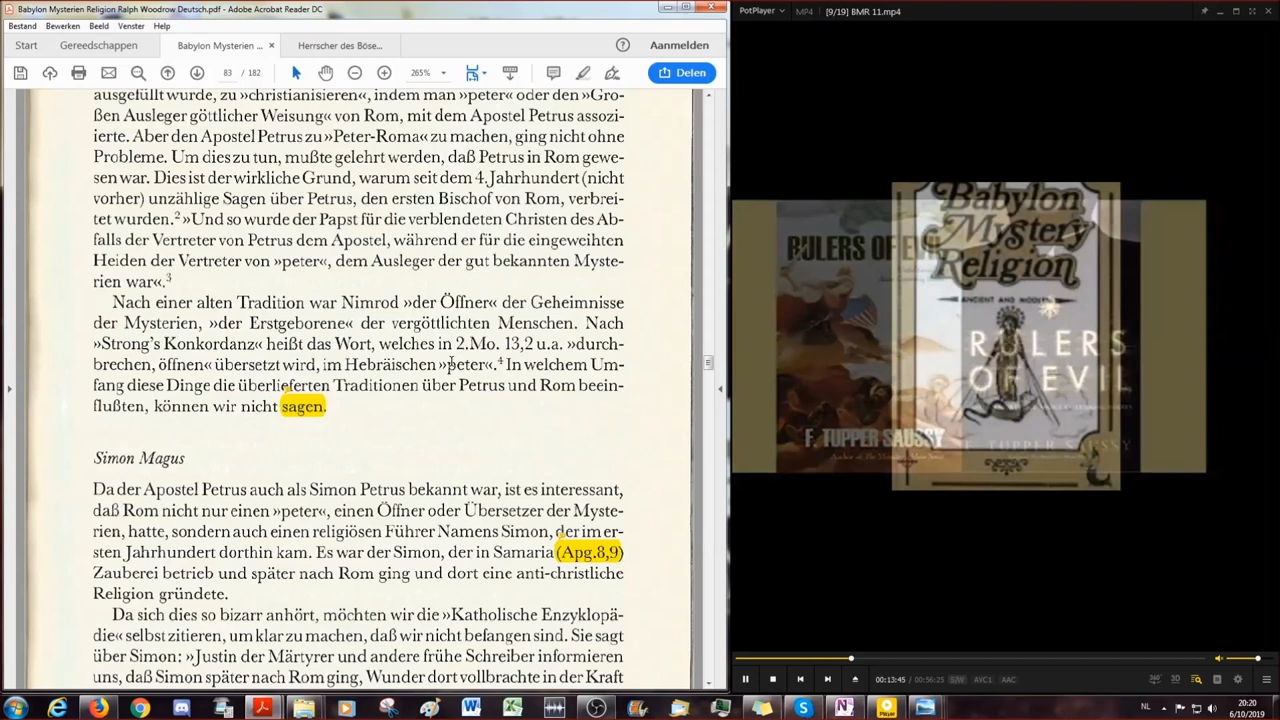 Babylon Mysterien Religion Ralph Woodrow Deutsch.pdf - Adobe Acrobat Reader DC
Bestand Bewerken Beeld Venster Help
Start Gereedschappen Babylon Mysterien ... × Herrscher des Böse... Aanmelden
83 / 182 265% Delen
ausgefüllt wurde, zu »christianisieren«, indem man »peter« oder den »Gro-
ßen Ausleger göttlicher Weisung« von Rom, mit dem Apostel Petrus assozi-
ierte. Aber den Apostel Petrus zu »Peter-Roma« zu machen, ging nicht ohne
Probleme. Um dies zu tun, mußte gelehrt werden, daß Petrus in Rom gewe-
sen war. Dies ist der wirkliche Grund, warum seit dem 4. Jahrhundert (nicht
vorher) unzählige Sagen über Petrus, den ersten Bischof von Rom, verbrei-
tet wurden.² »Und so wurde der Papst für die verblendeten Christen des Ab-
falls der Vertreter von Petrus dem Apostel, während er für die eingeweihten
Heiden der Vertreter von »peter«, dem Ausleger der gut bekannten Myste-
rien war«.³
Nach einer alten Tradition war Nimrod »der Öffner« der Geheimnisse
der Mysterien, »der Erstgeborene« der vergöttlichten Menschen. Nach
»Strong's Konkordanz« heißt das Wort, welches in 2.Mo. 13,2 u.a. »durch-
brechen, öffnen« übersetzt wird, im Hebräischen »peter«.⁴ In welchem Um-
fang diese Dinge die überlieferten Traditionen über Petrus und Rom beein-
flußten, können wir nicht sagen.
Simon Magus
Da der Apostel Petrus auch als Simon Petrus bekannt war, ist es interessant,
daß Rom nicht nur einen »peter«, einen Öffner oder Übersetzer der Myste-
rien, hatte, sondern auch einen religiösen Führer Namens Simon, der im er-
sten Jahrhundert dorthin kam. Es war der Simon, der in Samaria (Apg.8,9)
Zauberei betrieb und später nach Rom ging und dort eine anti-christliche
Religion gründete.
Da sich dies so bizarr anhört, möchten wir die »Katholische Enzyklopä-
die« selbst zitieren, um klar zu machen, daß wir nicht befangen sind. Sie sagt
über Simon: »Justin der Märtyrer und andere frühe Schreiber informieren
uns, daß Simon später nach Rom ging, Wunder dort vollbrachte in der Kraft
PotPlayer MP4 [9/19] BMR 11.mp4
Babylon
Mystery
Religion
ANCIENT AND MODERN
RULERS OF EVIL
RULERS
OF EVIL
F. TUPPER SAUSSY
F. TUPPER SAUSSY
00:13:45 / 00:56:25 S/W AVC1 AAC
360° 3D
NL 20:20
6/10/2019